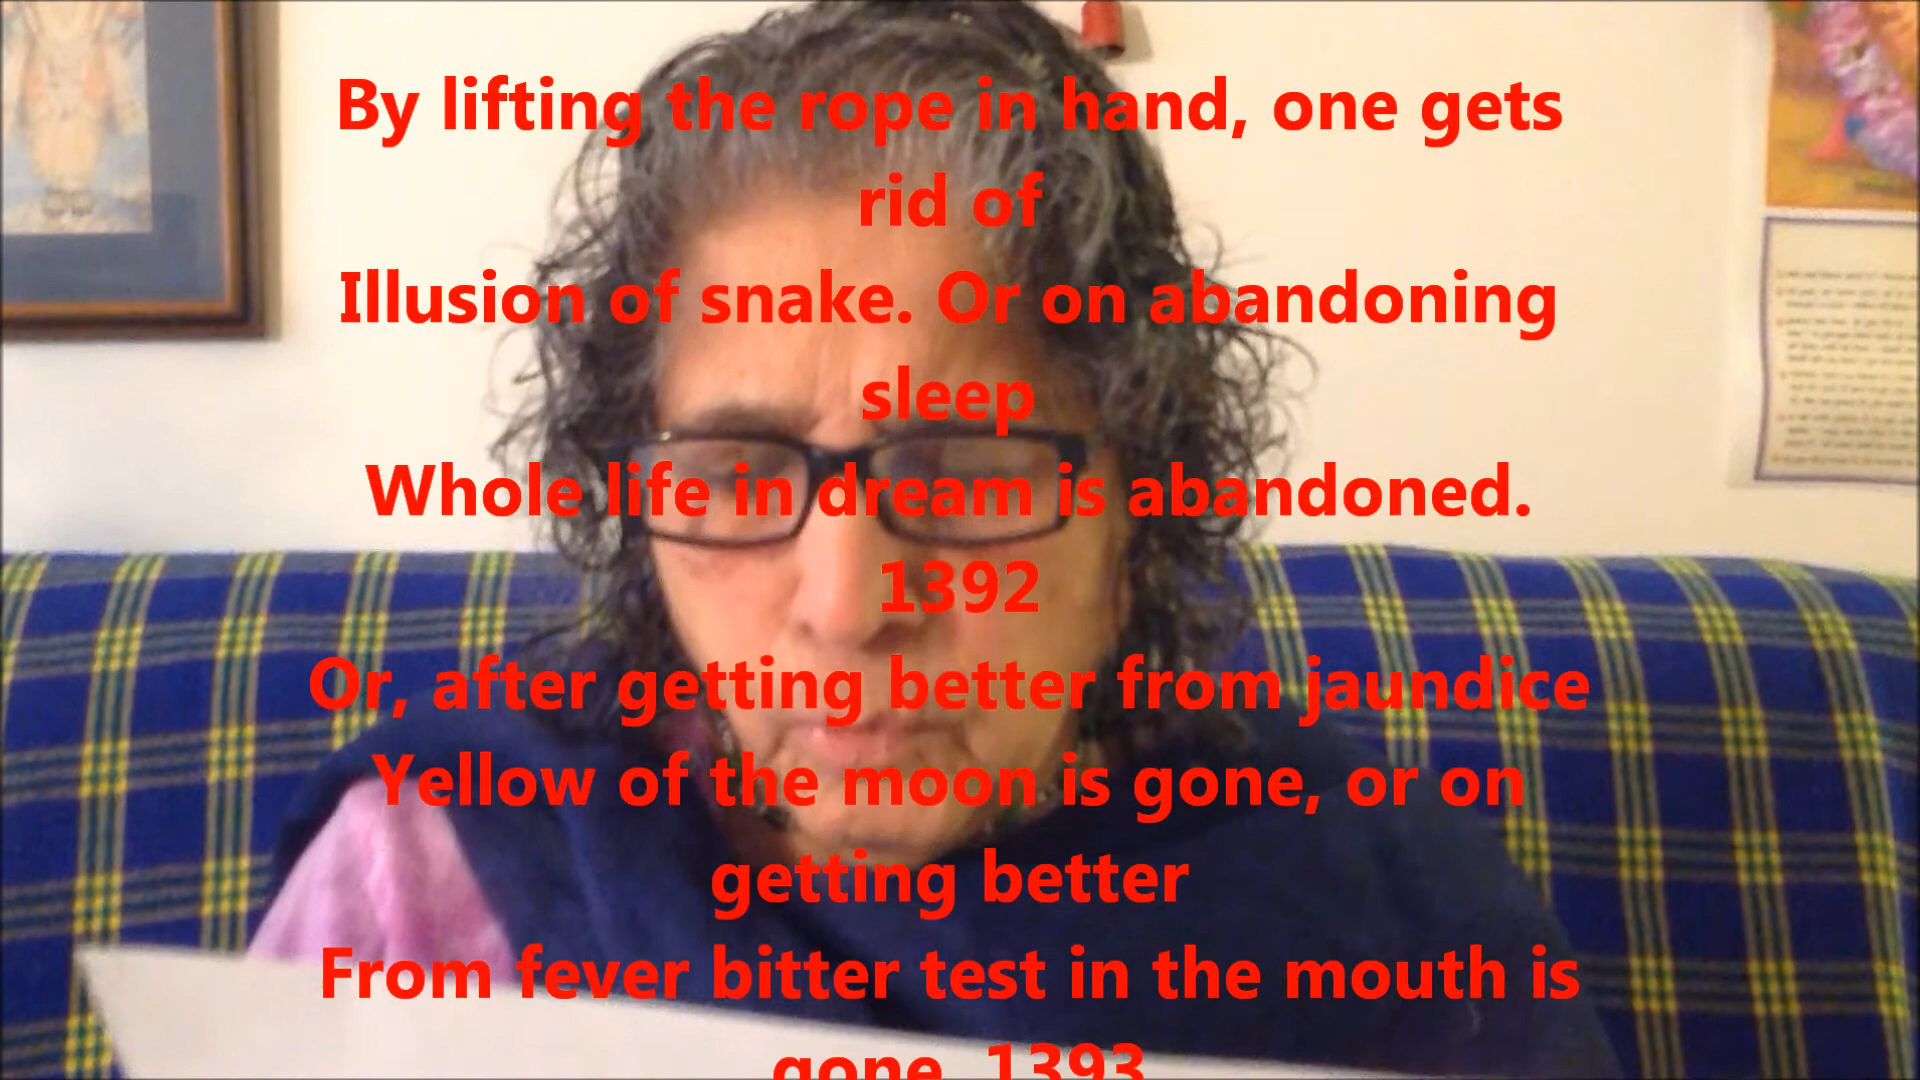 By lifting the rope in hand, one gets
rid of
Illusion of snake. Or on abandoning
sleep
Whole life in dream is abandoned.
1392
Or, after getting better from jaundice
Yellow of the moon is gone, or on
getting better
From fever bitter test in the mouth is
gone. 1393